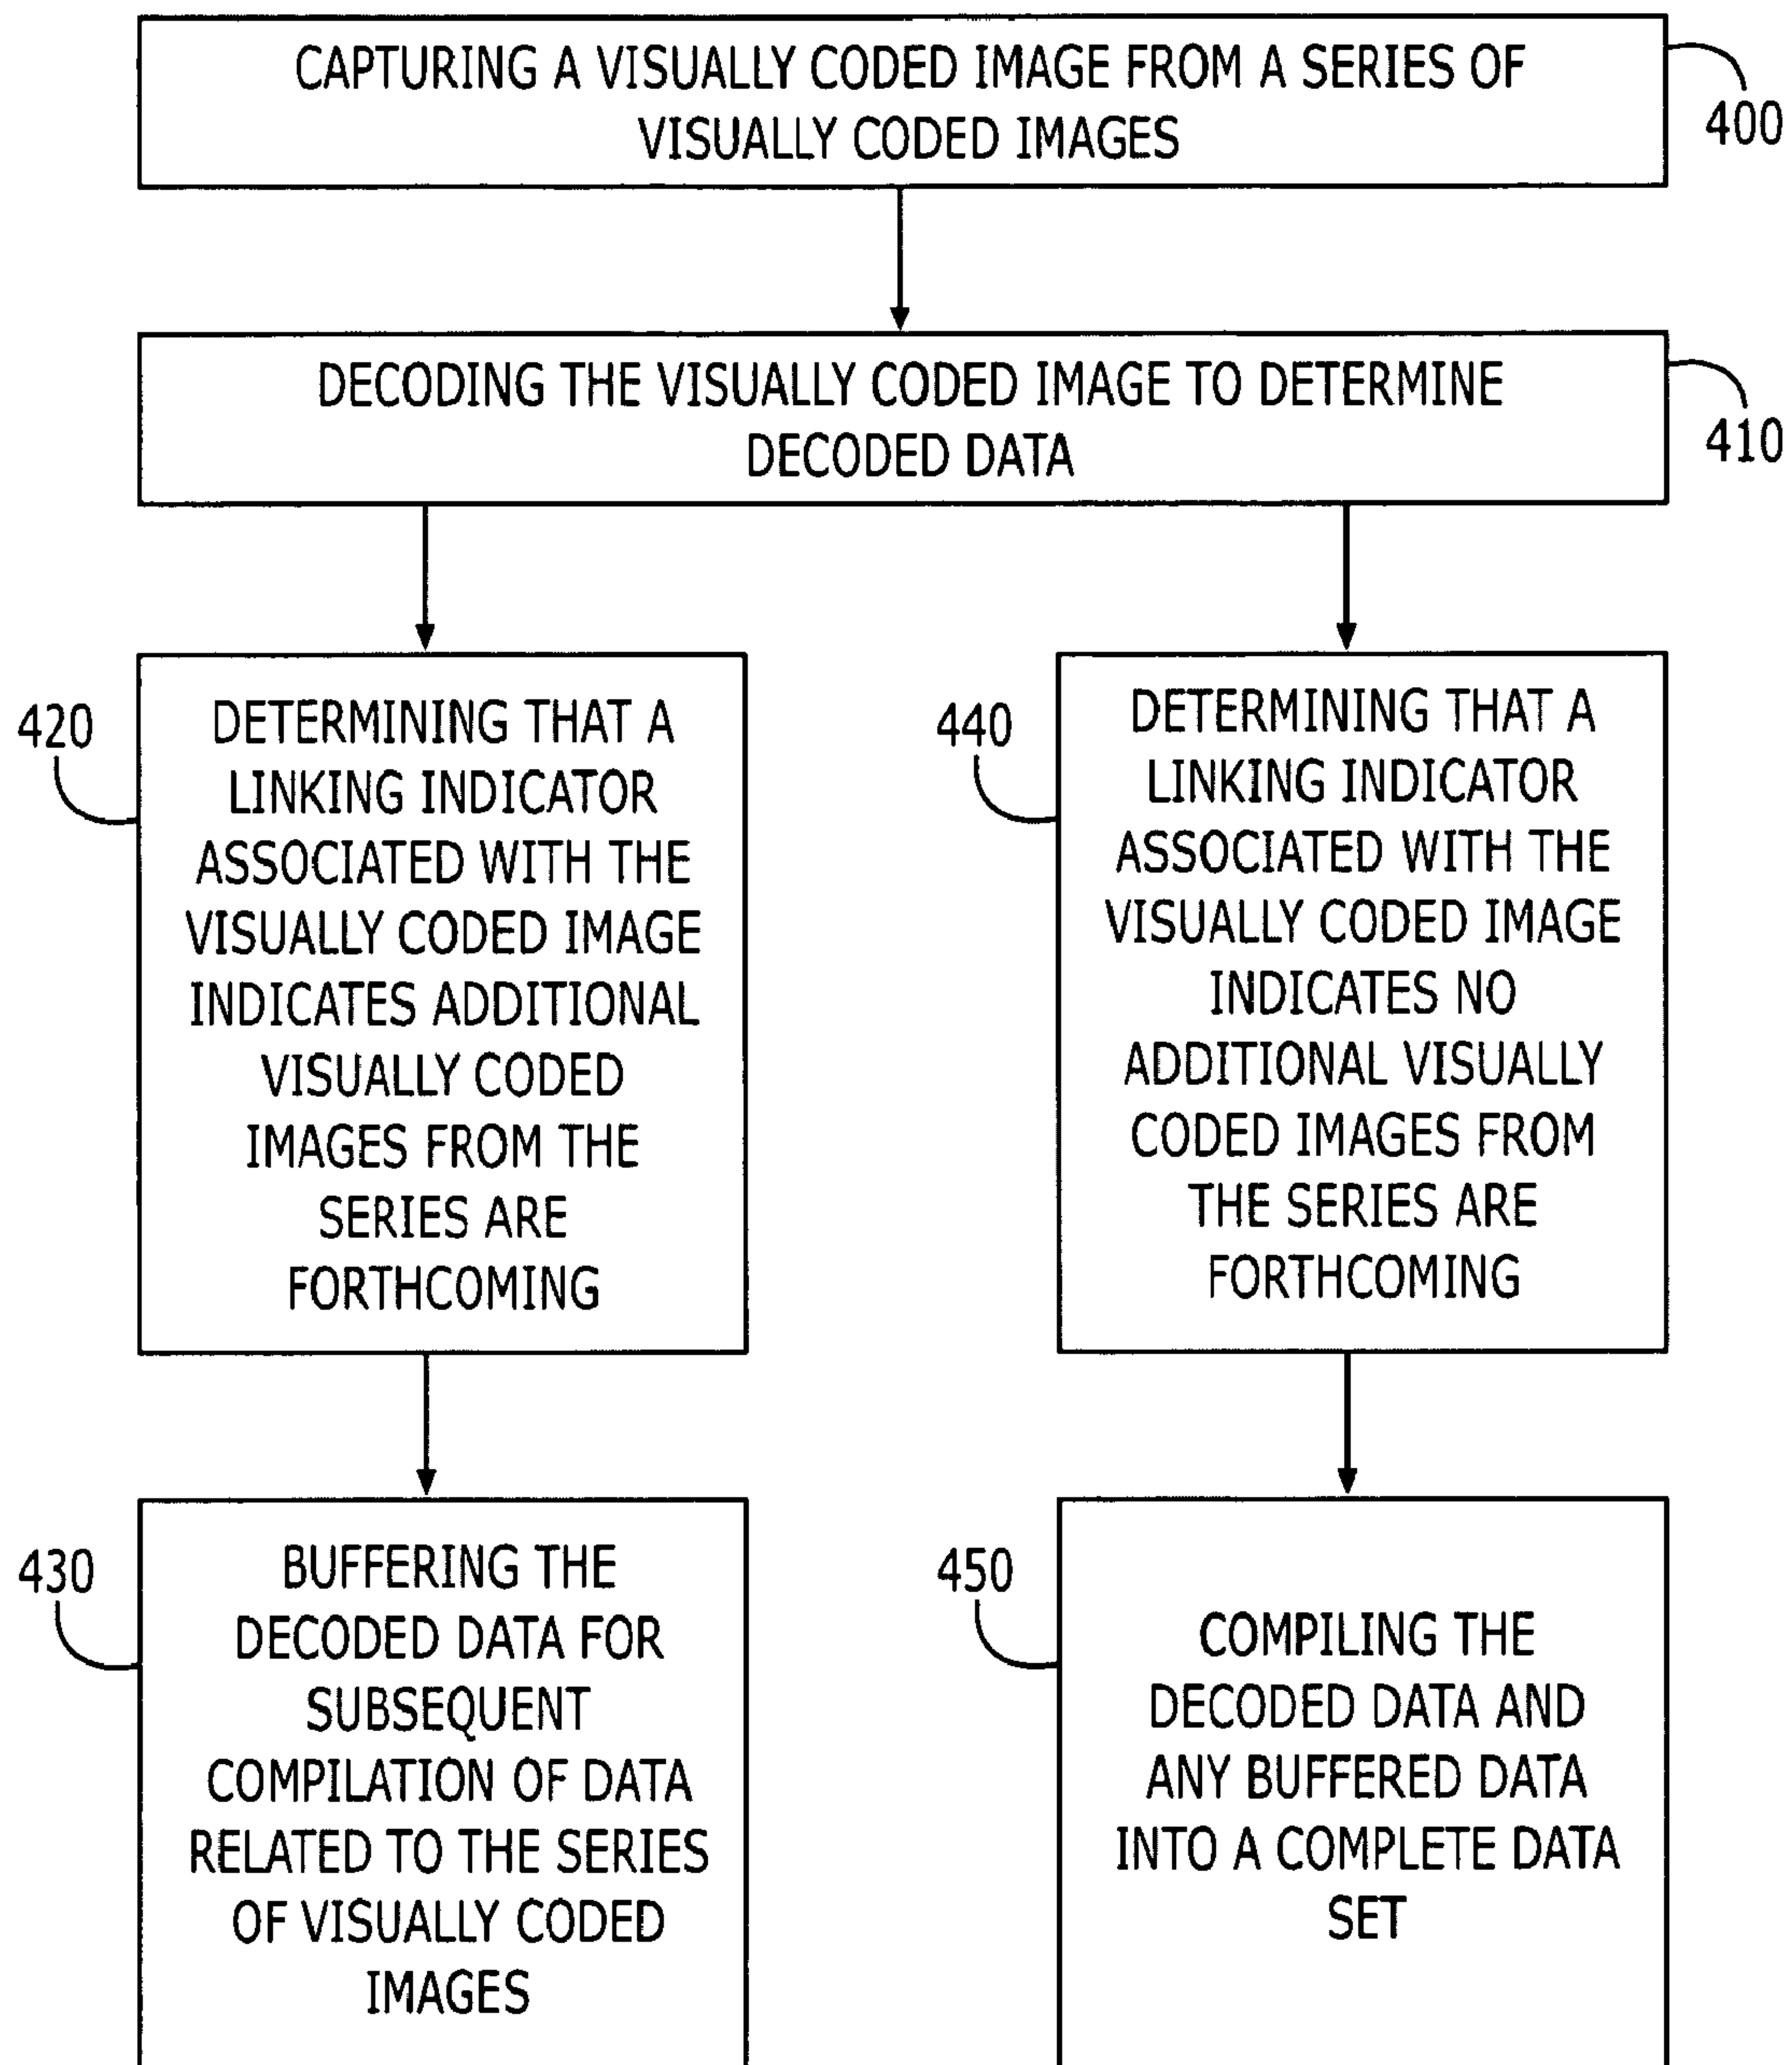 CAPTURING A VISUALLY CODED IMAGE FROM A SERIES OF
VISUALLY CODED IMAGES
400
DECODING THE VISUALLY CODED IMAGE TO DETERMINE
DECODED DATA
410
420
DETERMINING THAT A
LINKING INDICATOR
ASSOCIATED WITH THE
VISUALLY CODED IMAGE
INDICATES ADDITIONAL
VISUALLY CODED
IMAGES FROM THE
SERIES ARE
FORTHCOMING
440
DETERMINING THAT A
LINKING INDICATOR
ASSOCIATED WITH THE
VISUALLY CODED IMAGE
INDICATES NO
ADDITIONAL VISUALLY
CODED IMAGES FROM
THE SERIES ARE
FORTHCOMING
430
BUFFERING THE
DECODED DATA FOR
SUBSEQUENT
COMPILATION OF DATA
RELATED TO THE SERIES
OF VISUALLY CODED
IMAGES
450
COMPILING THE
DECODED DATA AND
ANY BUFFERED DATA
INTO A COMPLETE DATA
SET